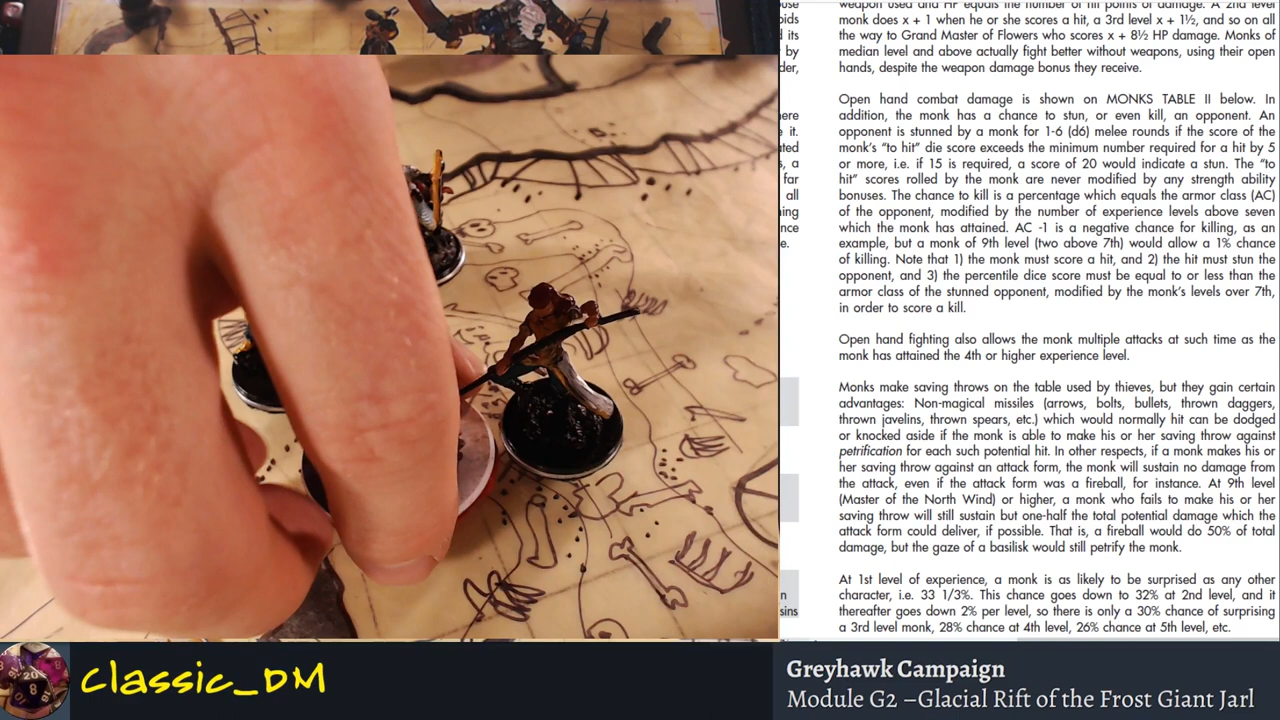 weapon used and HP equals the number of hit points of damage. A 2nd level
monk does x + 1 when he or she scores a hit, a 3rd level x + 1½, and so on all
the way to Grand Master of Flowers who scores x + 8½ HP damage. Monks of
median level and above actually fight better without weapons, using their open
hands, despite the weapon damage bonus they receive.
Open hand combat damage is shown on MONKS TABLE II below. In
addition, the monk has a chance to stun, or even kill, an opponent. An
opponent is stunned by a monk for 1-6 (d6) melee rounds if the score of the
monk's "to hit" die score exceeds the minimum number required for a hit by 5
or more, i.e. if 15 is required, a score of 20 would indicate a stun. The "to
hit" scores rolled by the monk are never modified by any strength ability
bonuses. The chance to kill is a percentage which equals the armor class (AC)
of the opponent, modified by the number of experience levels above seven
which the monk has attained. AC -1 is a negative chance for killing, as an
example, but a monk of 9th level (two above 7th) would allow a 1% chance
of killing. Note that 1) the monk must score a hit, and 2) the hit must stun the
opponent, and 3) the percentile dice score must be equal to or less than the
armor class of the stunned opponent, modified by the monk's levels over 7th,
in order to score a kill.
Open hand fighting also allows the monk multiple attacks at such time as the
monk has attained the 4th or higher experience level.
Monks make saving throws on the table used by thieves, but they gain certain
advantages: Non-magical missiles (arrows, bolts, bullets, thrown daggers,
thrown javelins, thrown spears, etc.) which would normally hit can be dodged
or knocked aside if the monk is able to make his or her saving throw against
petrification for each such potential hit. In other respects, if a monk makes his or
her saving throw against an attack form, the monk will sustain no damage from
the attack, even if the attack form was a fireball, for instance. At 9th level
(Master of the North Wind) or higher, a monk who fails to make his or her
saving throw will still sustain but one-half the total potential damage which the
attack form could deliver, if possible. That is, a fireball would do 50% of total
damage, but the gaze of a basilisk would still petrify the monk.
At 1st level of experience, a monk is as likely to be surprised as any other
character, i.e. 33 1/3%. This chance goes down to 32% at 2nd level, and it
thereafter goes down 2% per level, so there is only a 30% chance of surprising
a 3rd level monk, 28% chance at 4th level, 26% chance at 5th level, etc.
classic_DM
Greyhawk Campaign
Module G2 –Glacial Rift of the Frost Giant Jarl